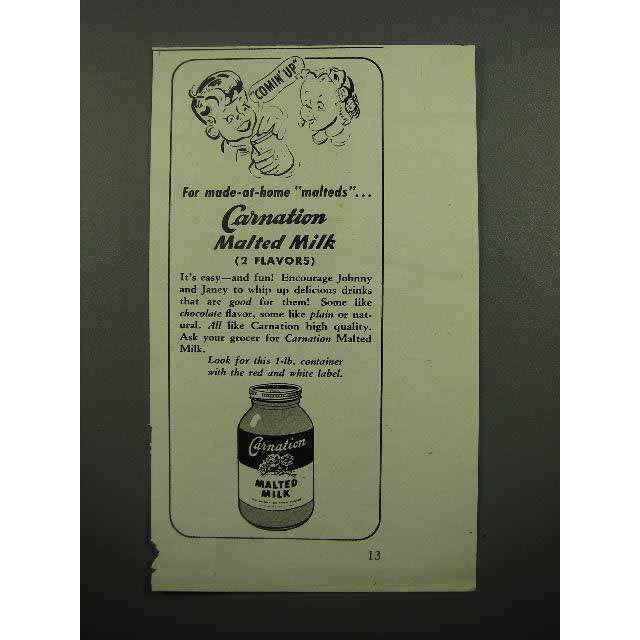 "COMIN' UP"
For made-at-home "malteds"...
Carnation
Malted Milk
(2 FLAVORS)
It's easy—and fun! Encourage Johnny
and Janey to whip up delicious drinks
that are good for them! Some like
chocolate flavor, some like plain or nat-
ural. All like Carnation high quality.
Ask your grocer for Carnation Malted
Milk.
Look for this 1-lb. container
with the red and white label.
Carnation
MALTED
MILK
13